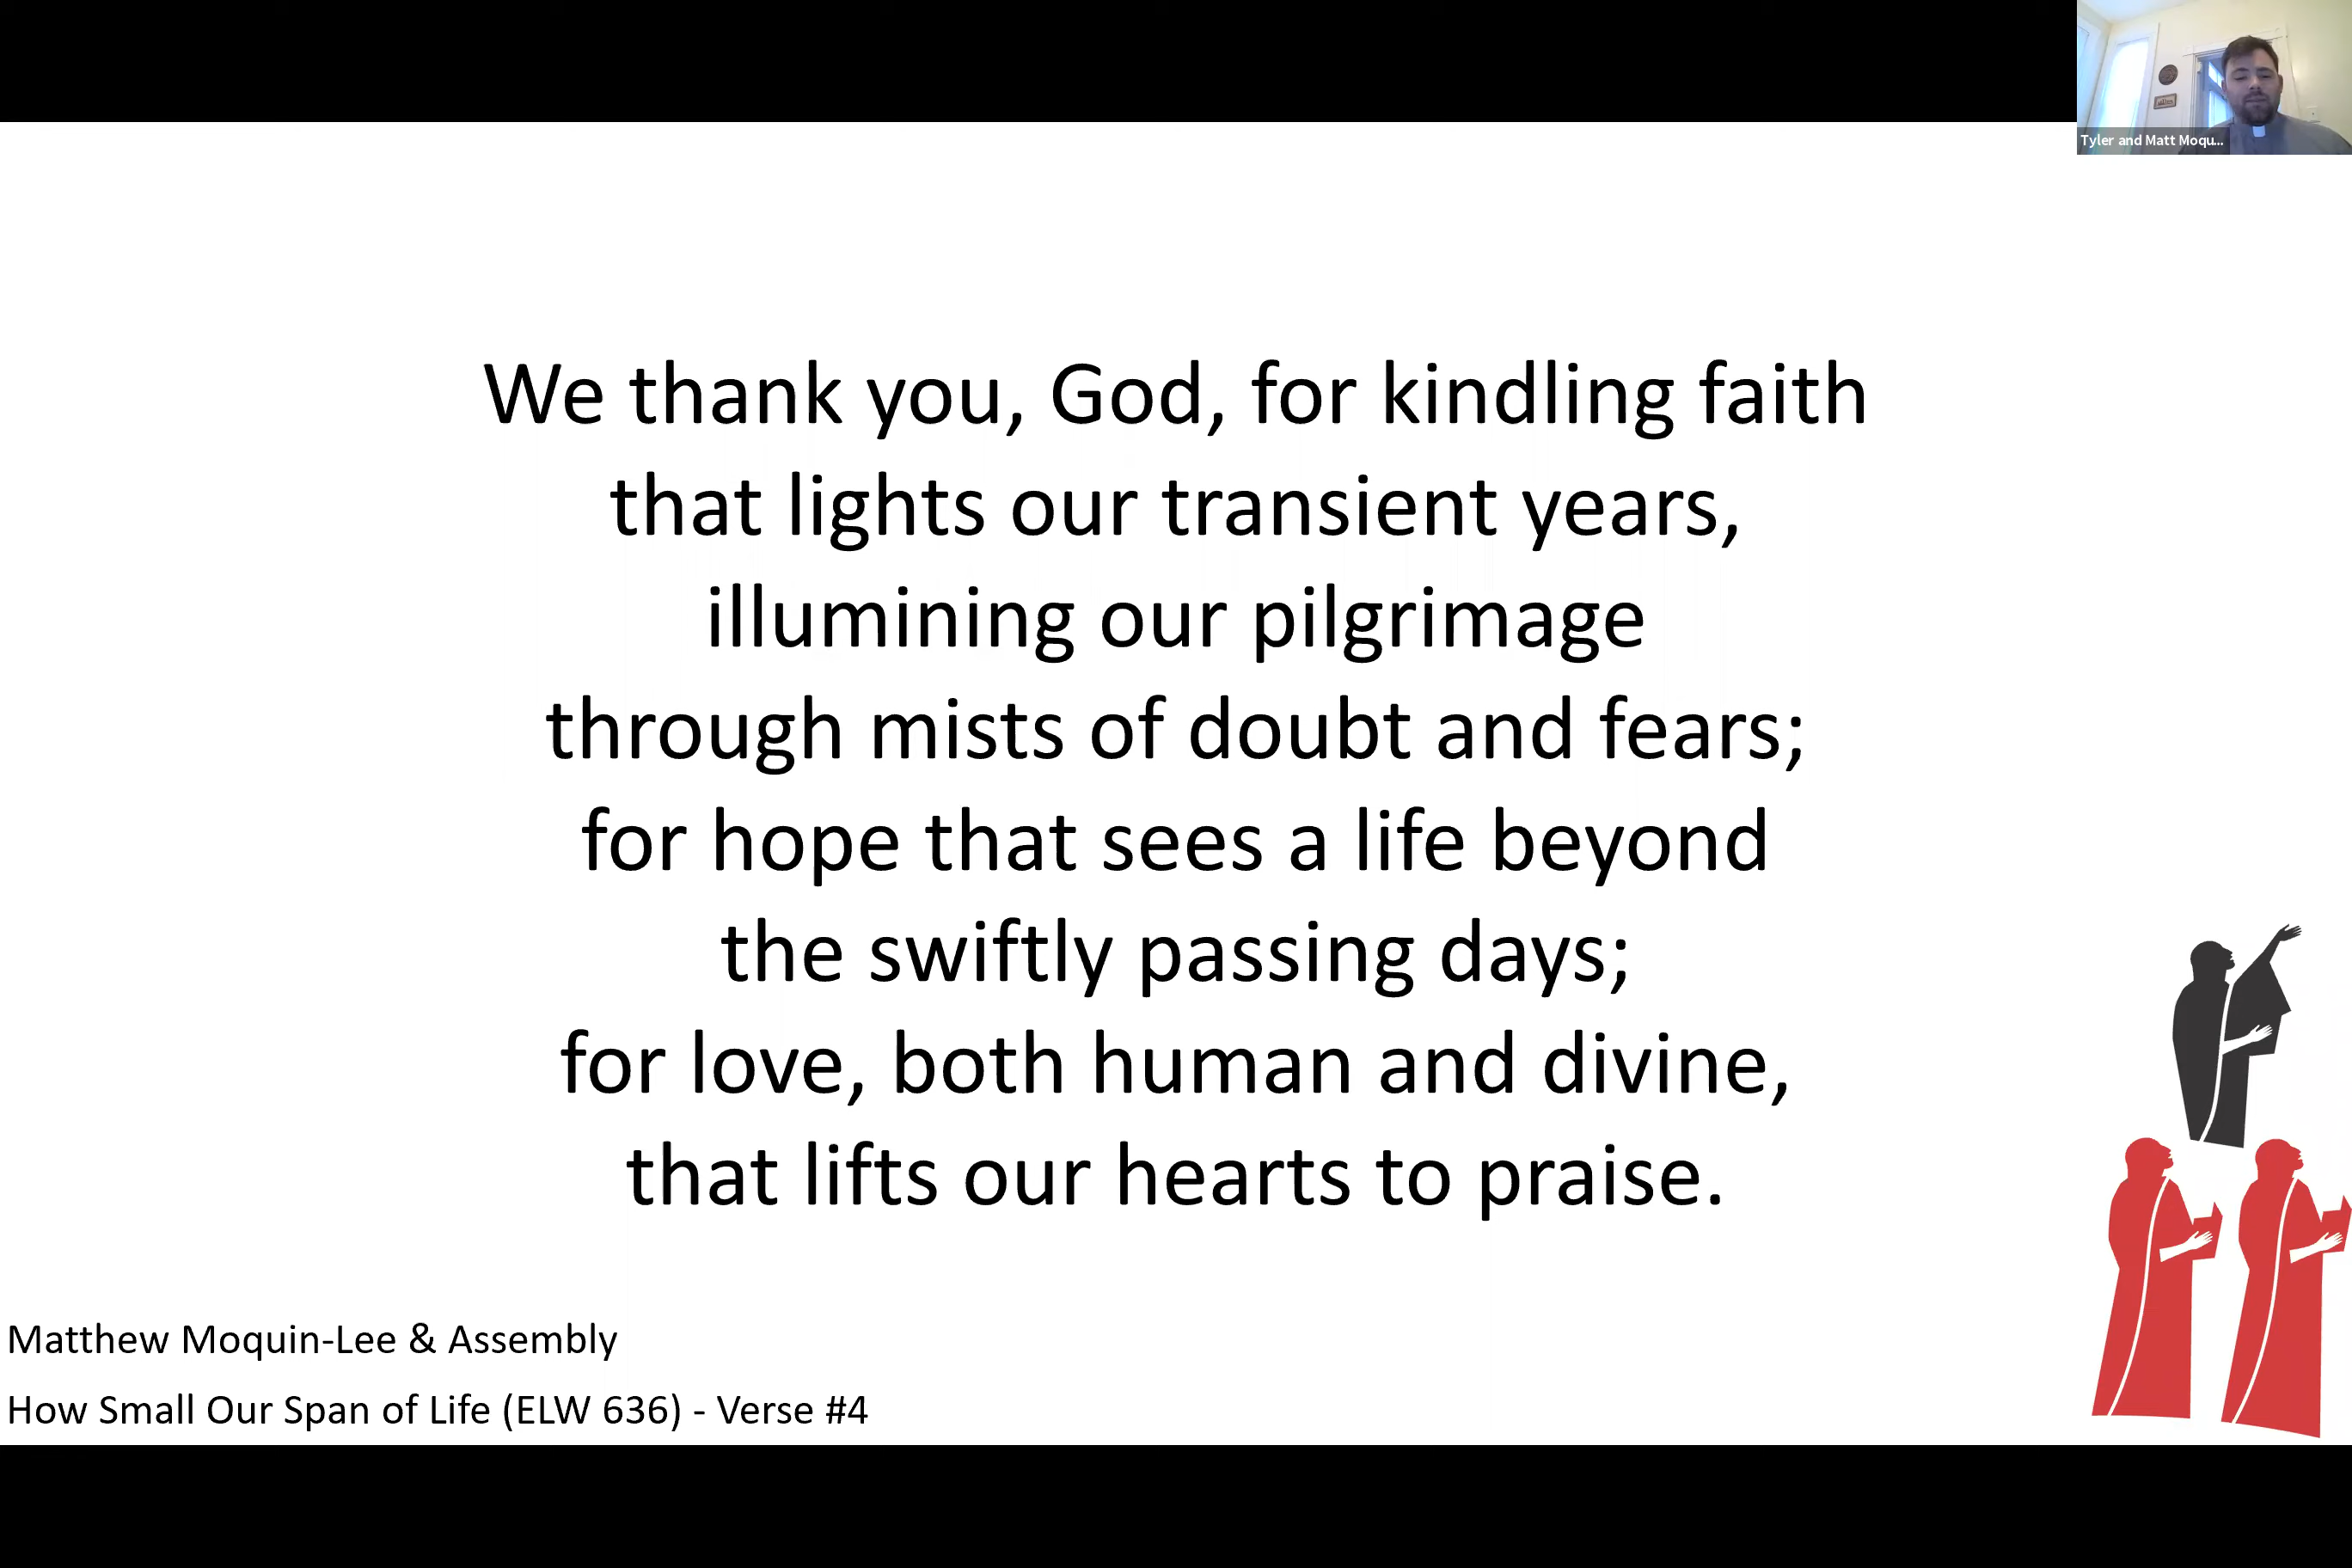 Tyler and Matt Moqu...
We thank you, God, for kindling faith
that lights our transient years,
illumining our pilgrimage
through mists of doubt and fears;
for hope that sees a life beyond
the swiftly passing days;
for love, both human and divine,
that lifts our hearts to praise.
Matthew Moquin-Lee & Assembly
How Small Our Span of Life (ELW 636) - Verse #4